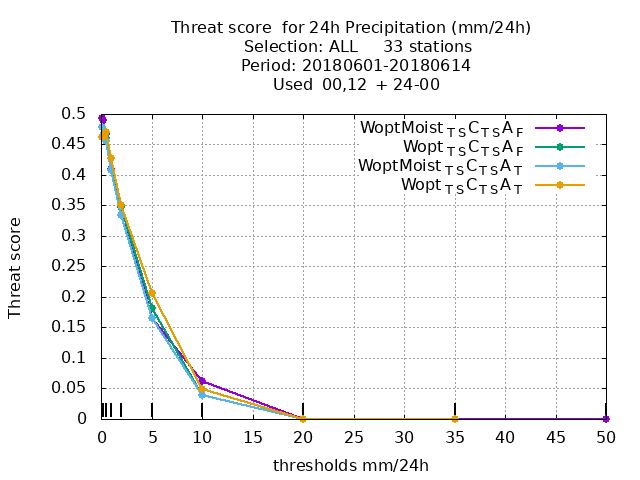 Threat score  for 24h Precipitation (mm/24h)
Selection: ALL     33 stations
Period: 20180601-20180614
Used  00,12  + 24-00
WoptMoist TS C TS A F
Wopt TS C TS A F
WoptMoist TS C TS A T
Wopt TS C TS A T
Threat score
0.5
0.45
0.4
0.35
0.3
0.25
0.2
0.15
0.1
0.05
0
0 5 10 15 20 25 30 35 40 45 50
thresholds mm/24h